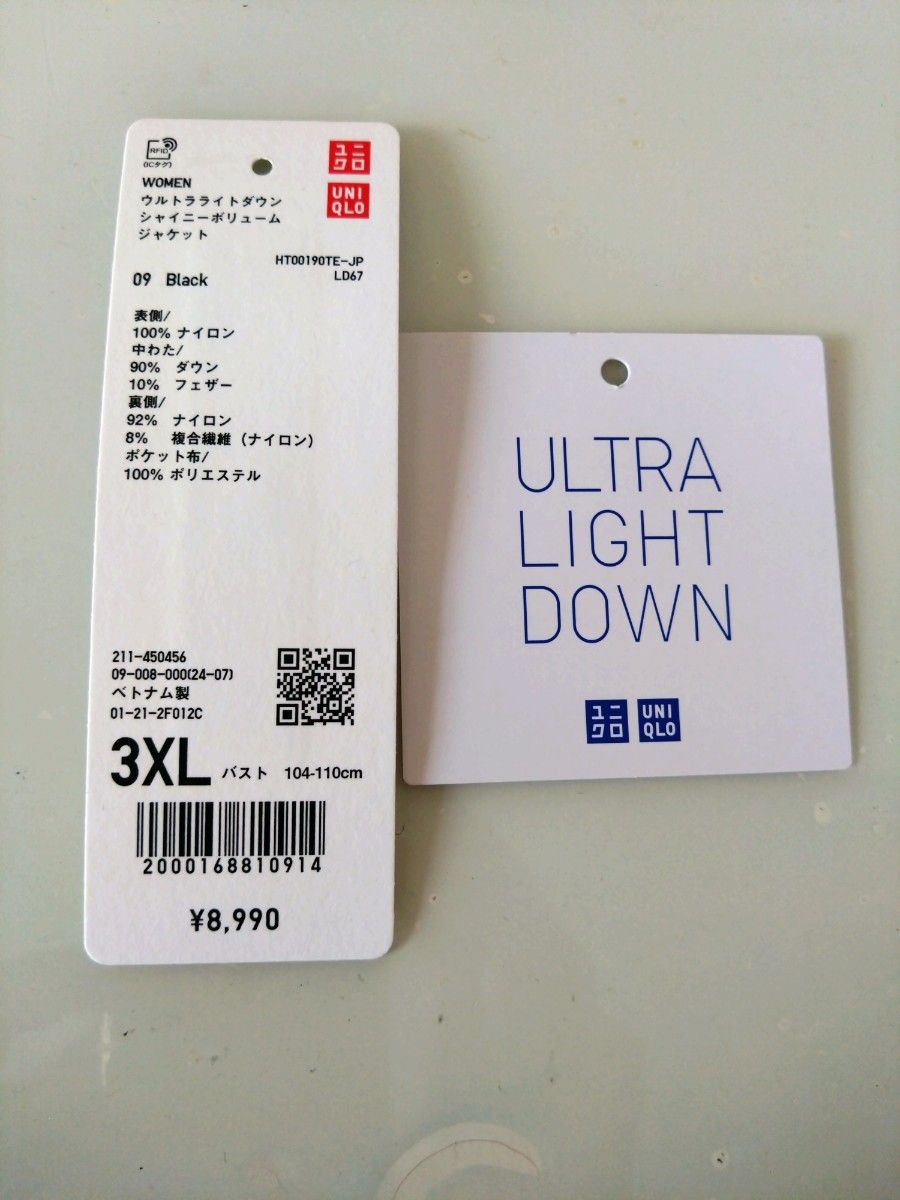 RFID
(ICタグ)
ユニ
クロ
UNI
QLO
WOMEN
ウルトラライトダウン
シャイニーボリューム
ジャケット
HT00190TE-JP
LD67
09 Black
表側/
100% ナイロン
中わた/
90% ダウン
10% フェザー
裏側/
92% ナイロン
8% 複合繊維 (ナイロン)
ポケット布/
100% ポリエステル
211-450456
09-008-000(24-07)
ベトナム製
01-21-2F012C
3XL バスト 104-110cm
2000168810914
¥8,990
ULTRA
LIGHT
DOWN
ユニ
クロ
UNI
QLO